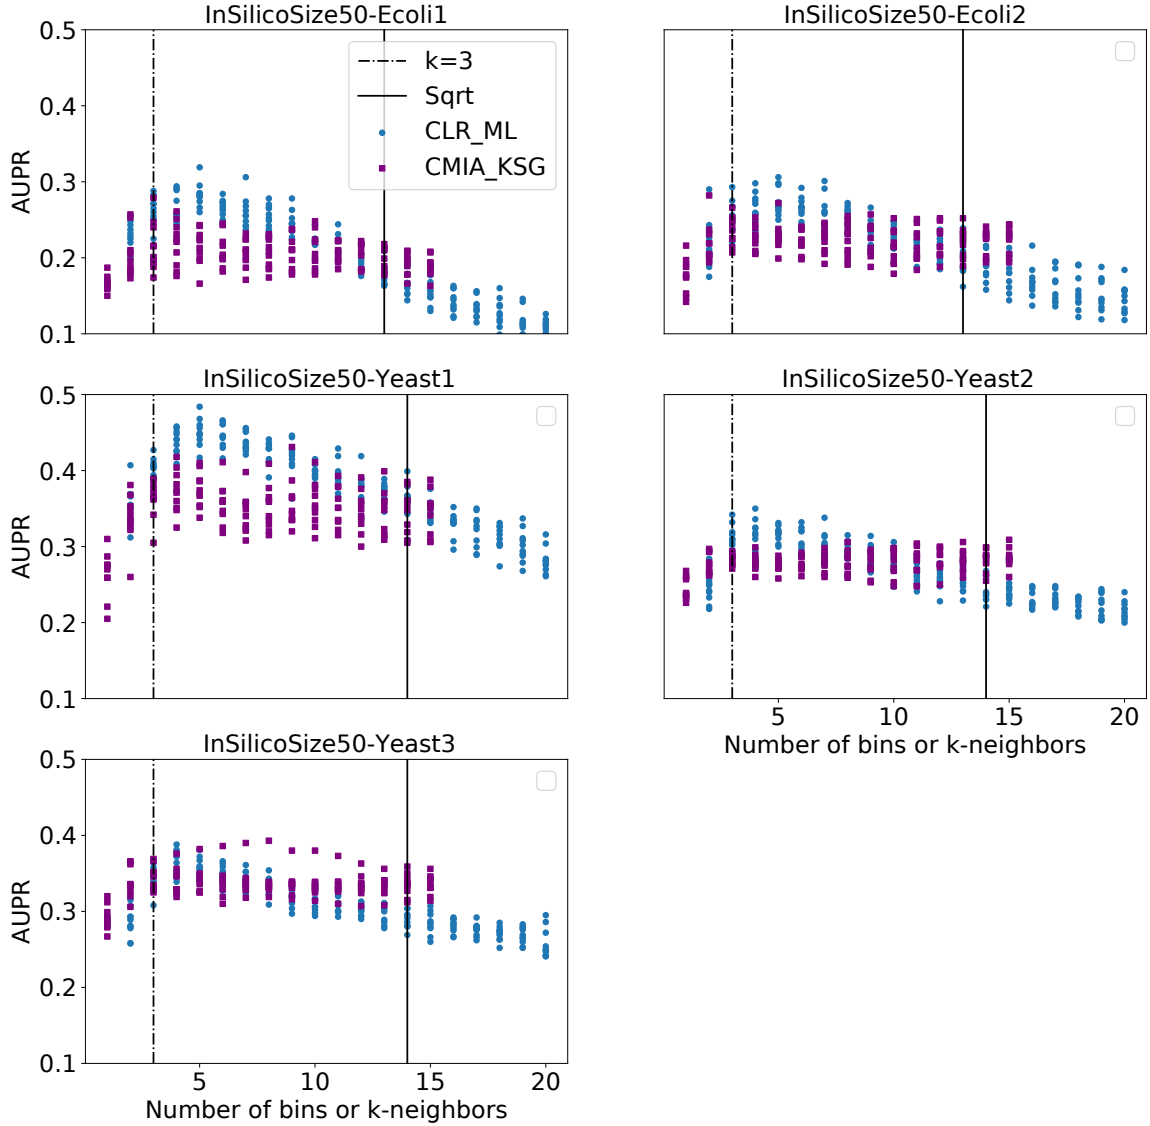 InSilicoSize50-Ecoli1
InSilicoSize50-Ecoli2
0.5
0.4
0.3
0.2
0.1
AUPR
k=3
Sqrt
CLR_ML
CMIA_KSG
InSilicoSize50-Yeast1
InSilicoSize50-Yeast2
0.5
0.4
0.3
0.2
0.1
AUPR
5
10
15
20
Number of bins or k-neighbors
InSilicoSize50-Yeast3
0.5
0.4
0.3
0.2
0.1
AUPR
5
10
15
20
Number of bins or k-neighbors